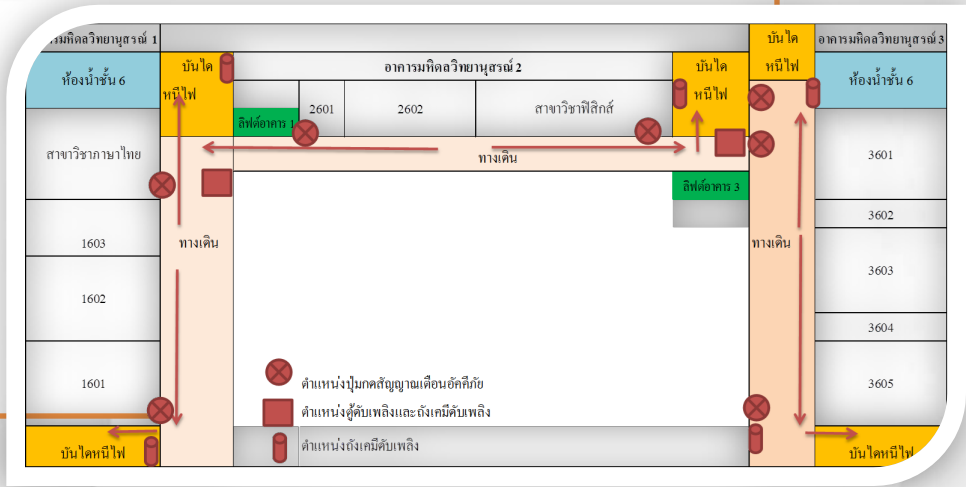 มหิดลวิทยานุสรณ์ 1
บันได
หนีไฟ
อาคารมหิดลวิทยานุสรณ์ 3
ห้องน้ำชั้น 6
บันได
หนีไฟ
อาคารมหิดลวิทยานุสรณ์ 2
บันได
หนีไฟ
ห้องน้ำชั้น 6
ลิฟต์อาคาร 1
2601
2602
สาขาวิชาฟิสิกส์
สาขาวิชาภาษาไทย
ทางเดิน
3601
ลิฟต์อาคาร 3
3602
1603
ทางเดิน
ทางเดิน
3603
1602
3604
1601
ตำแหน่งปุ่มกดสัญญาณเตือนอัคคีภัย
3605
ตำแหน่งตู้ดับเพลิงและถังเคมีดับเพลิง
ตำแหน่งถังเคมีดับเพลิง
บันไดหนีไฟ
บันไดหนีไฟ